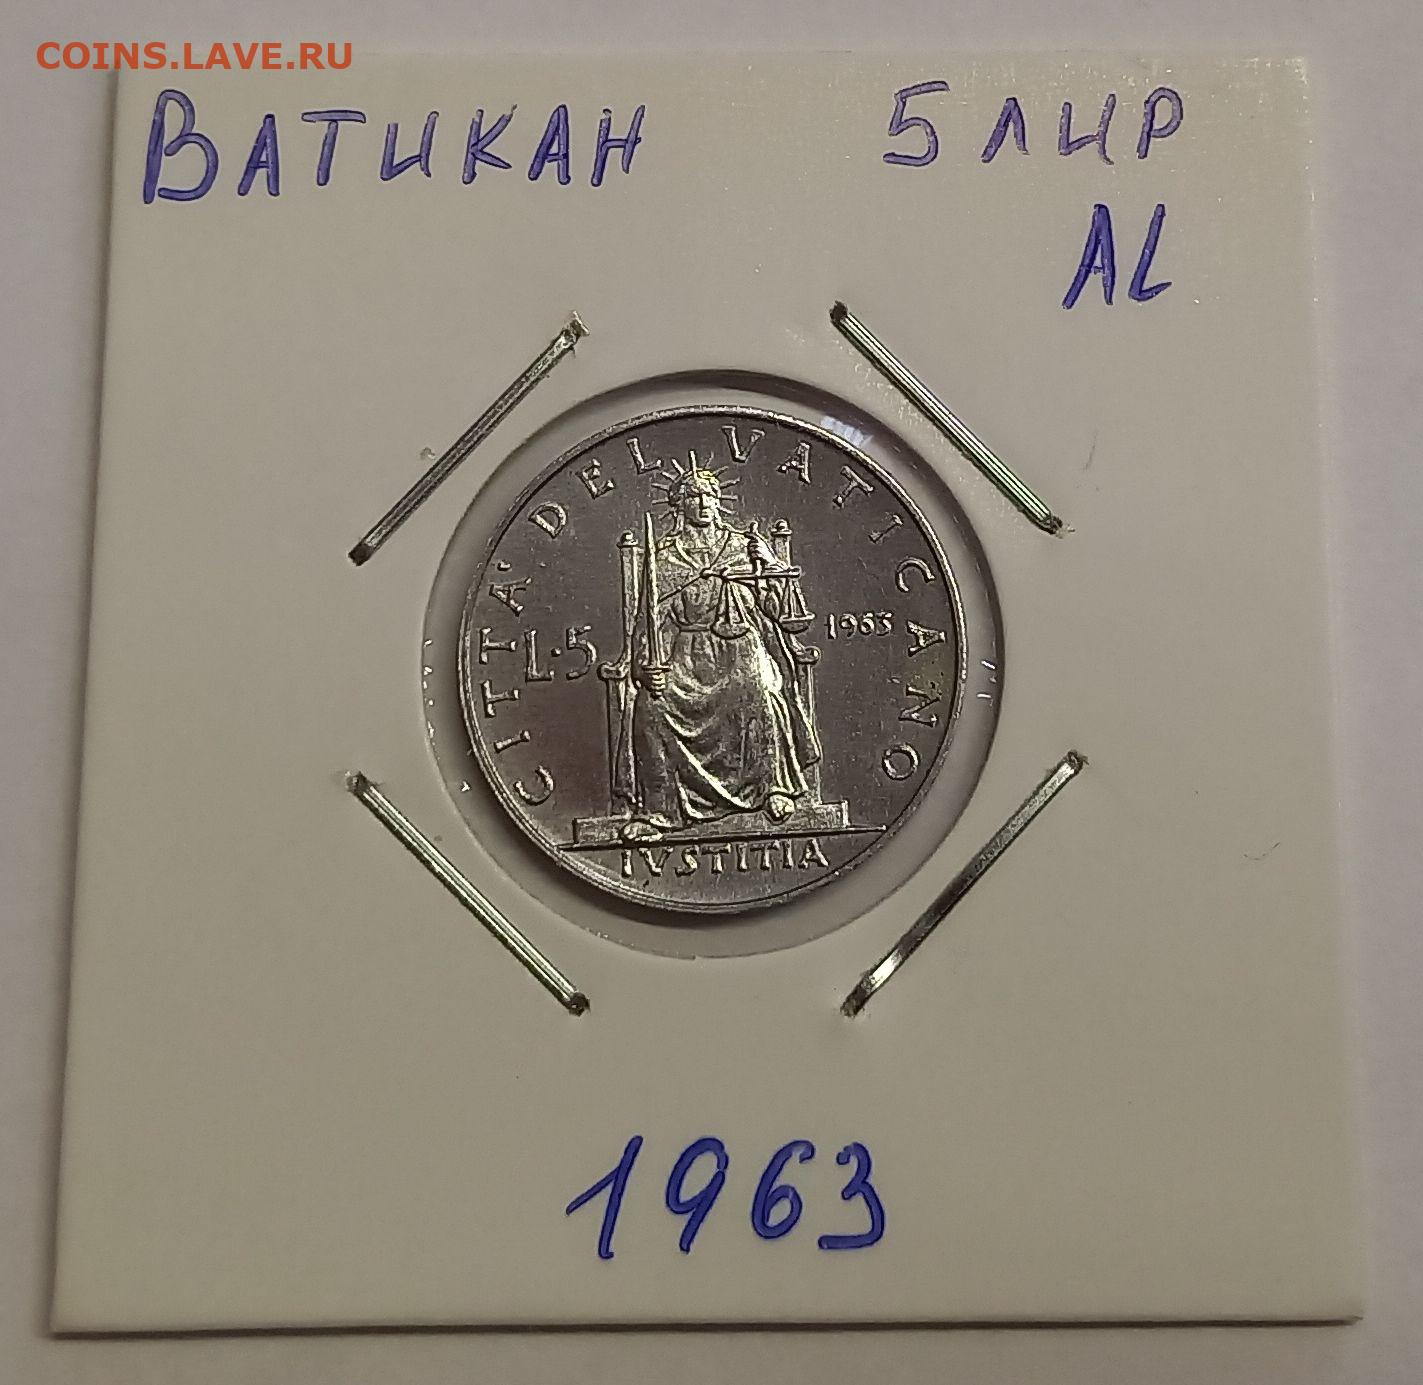 COINS.LAVE.RU
ВАТИКАН 5 ЛИР
AL
CITTA' DEL VATICANO
L·5 1963
IVSTITIA
1963